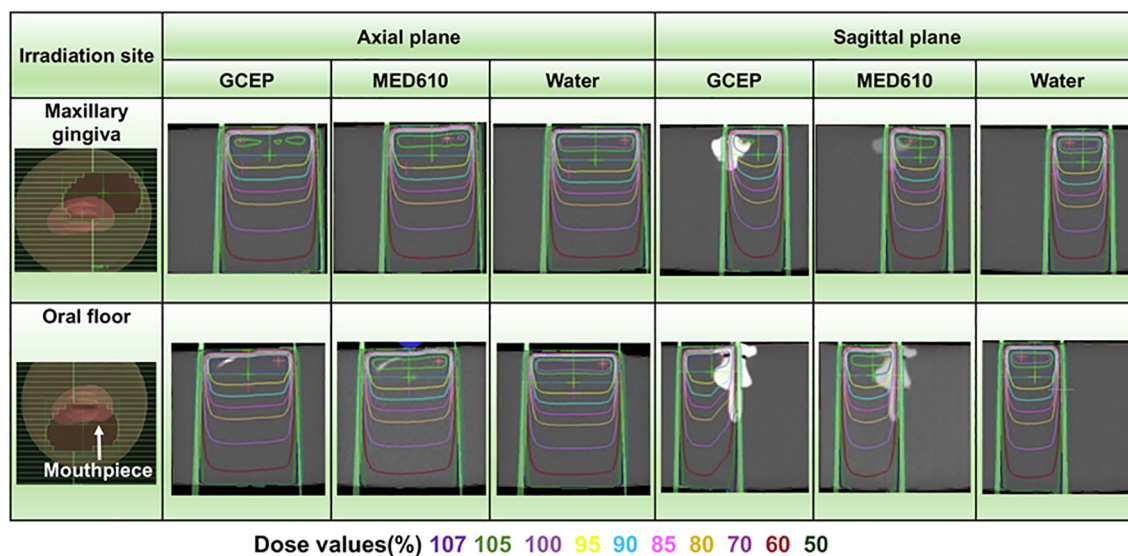 Irradiation site
Axial plane
Sagittal plane
GCEP
MED610
Water
GCEP
MED610
Water
Maxillary
gingiva
Oral floor
Mouthpiece
Dose values(%) 107 105 100 95 90 85 80 70 60 50